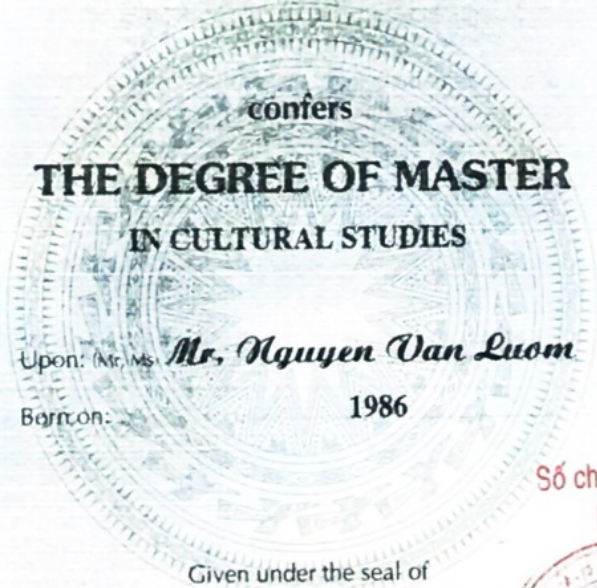 confers
THE DEGREE OF MASTER
IN CULTURAL STUDIES
Upon: (Mr, Ms) Mr, Nguyen Van Luom
Born on: 1986
Số ch
Given under the seal of